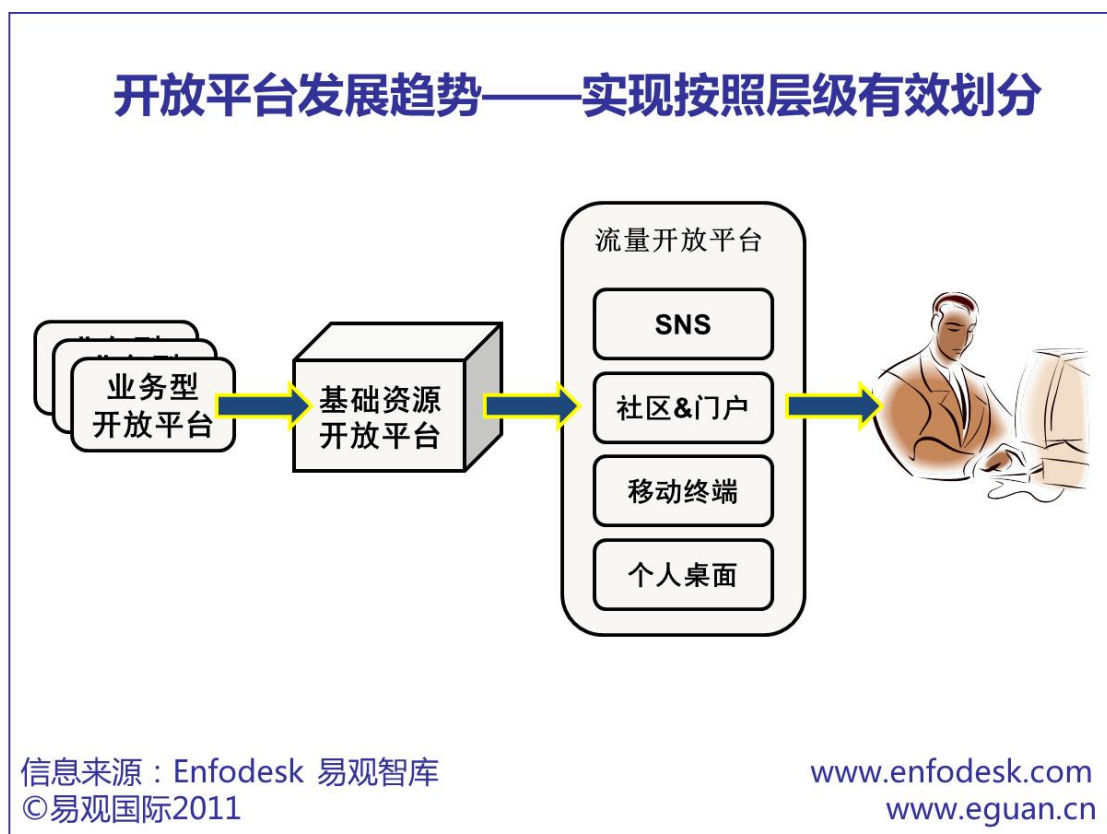 开放平台发展趋势——实现按照层级有效划分
流量开放平台
SNS
业务型
开放平台
基础资源
开放平台
社区&门户
移动终端
个人桌面
信息来源：Enfodesk 易观智库
©易观国际2011
www.enfodesk.com
www.eguan.cn